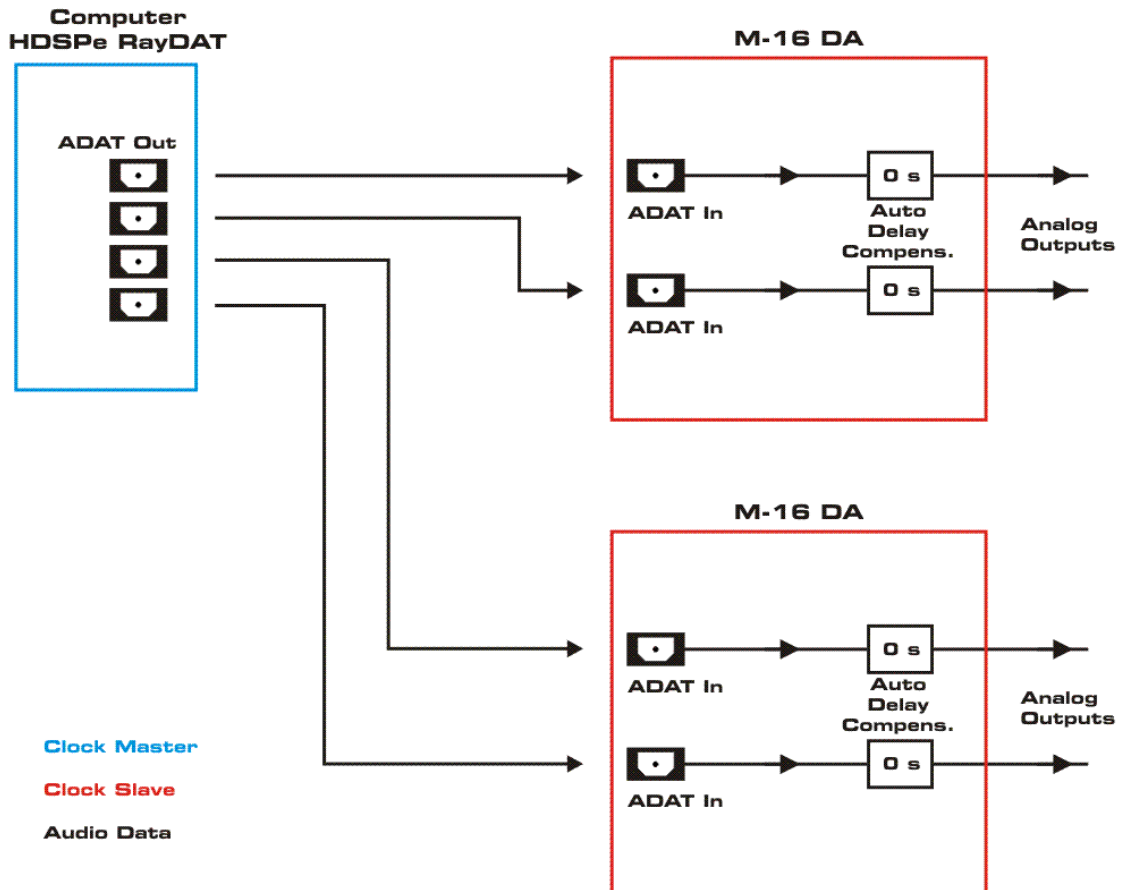 Computer
HDSPe RayDAT
ADAT Out
M-16 DA
ADAT In
0 s
Auto
Delay
Compens.
Analog
Outputs
ADAT In
0 s
M-16 DA
ADAT In
0 s
Auto
Delay
Compens.
Analog
Outputs
ADAT In
0 s
Clock Master
Clock Slave
Audio Data